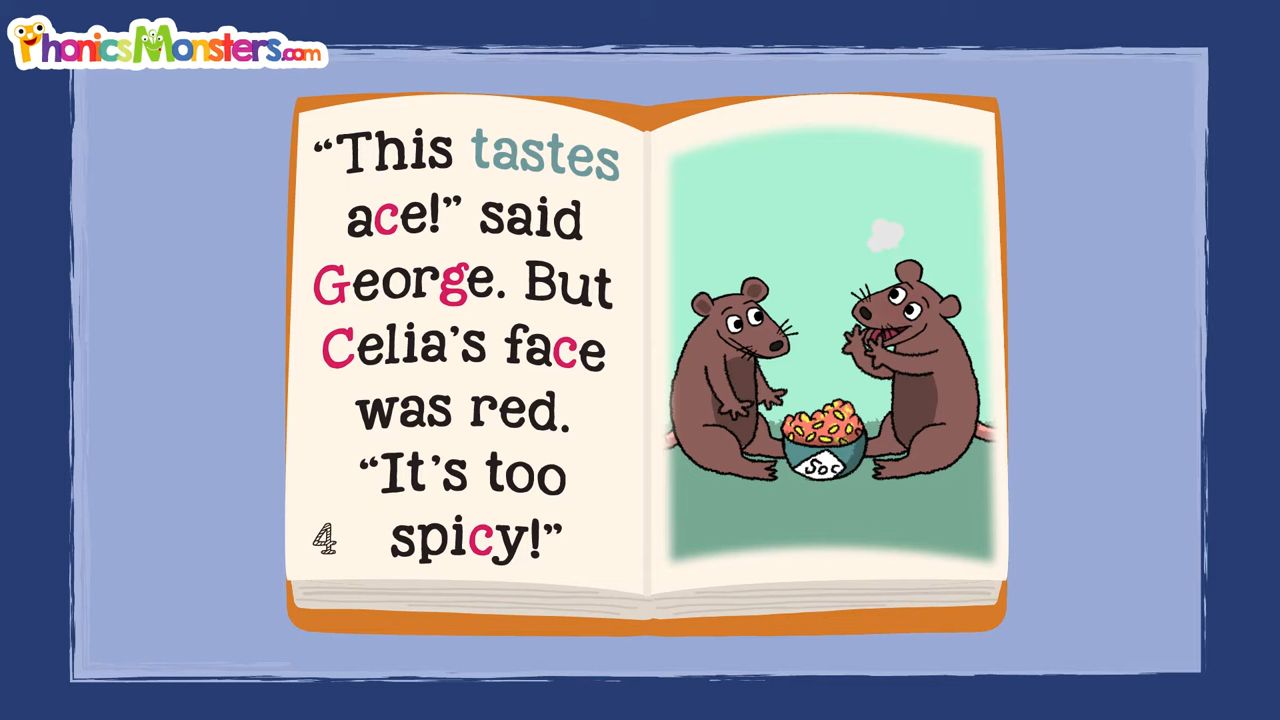 PhonicsMonsters.com
“This tastes
ace!” said
George. But
Celia’s face
was red.
“It’s too
spicy!”
4
Soc